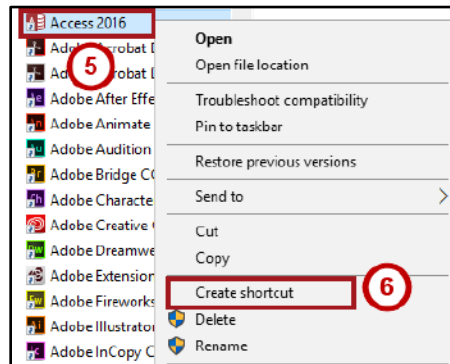 Access 2016
Adobe Acrobat D
Adobe Acrobat D
Adobe After Effe
Adobe Animate
Adobe Audition
Adobe Bridge CC
Adobe Characte
Adobe Creative
Adobe Dreamwe
Adobe Extension
Adobe Fireworks
Adobe Illustrator
Adobe InCopy C
5
Open
Open file location
Troubleshoot compatibility
Pin to taskbar
Restore previous versions
Send to
Cut
Copy
Create shortcut
6
Delete
Rename